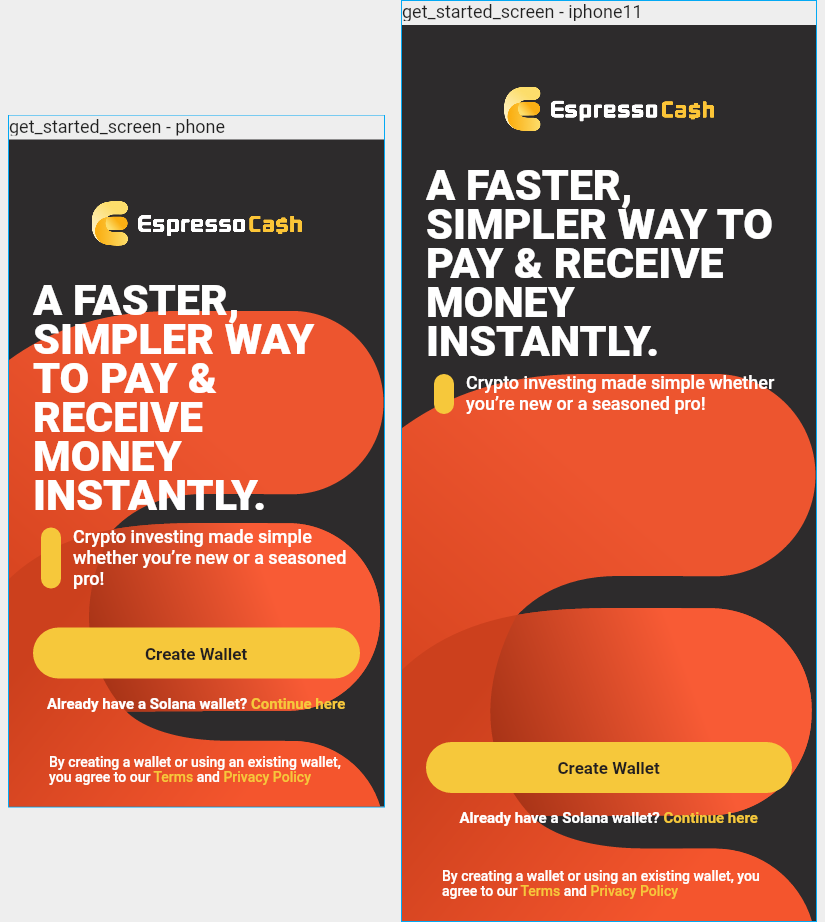 get_started_screen - phone
EspressoCa$h
A FASTER,
SIMPLER WAY
TO PAY &
RECEIVE
MONEY
INSTANTLY.
Crypto investing made simple
whether you’re new or a seasoned
pro!
Create Wallet
Already have a Solana wallet? Continue here
By creating a wallet or using an existing wallet,
you agree to our Terms and Privacy Policy
get_started_screen - iphone11
EspressoCa$h
A FASTER,
SIMPLER WAY TO
PAY & RECEIVE
MONEY
INSTANTLY.
Crypto investing made simple whether
you’re new or a seasoned pro!
Create Wallet
Already have a Solana wallet? Continue here
By creating a wallet or using an existing wallet, you
agree to our Terms and Privacy Policy